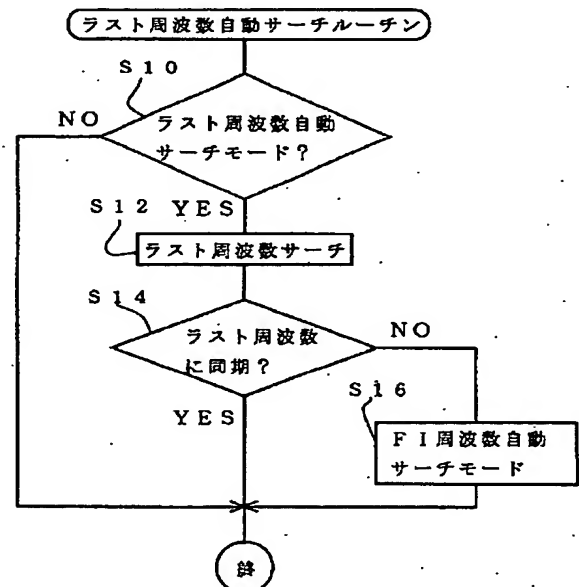 ラスト周波数自動サーチルーチン
S10
NO
ラスト周波数自動
サーチモード?
S12
YES
ラスト周波数サーチ
S14
ラスト周波数
に同期?
NO
YES
S16
FI周波数自動
サーチモード
終